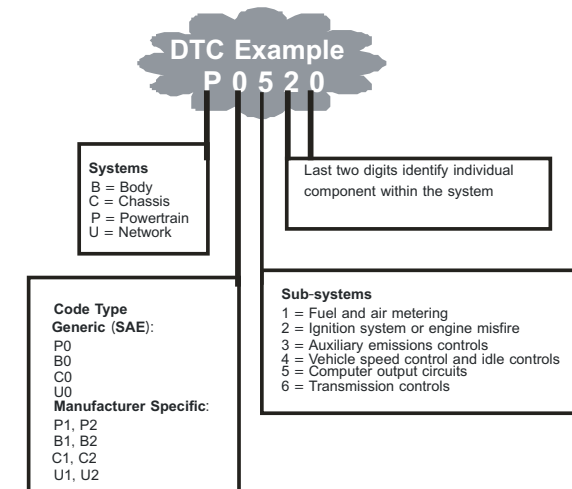 DTC Example
P 0 5 2 0
Systems
B = Body
C = Chassis
P = Powertrain
U = Network
Last two digits identify individual
component within the system
Code Type
Generic (SAE):
P0
B0
C0
U0
Manufacturer Specific:
P1, P2
B1, B2
C1, C2
U1, U2
Sub-systems
1 = Fuel and air metering
2 = Ignition system or engine misfire
3 = Auxiliary emissions controls
4 = Vehicle speed control and idle controls
5 = Computer output circuits
6 = Transmission controls